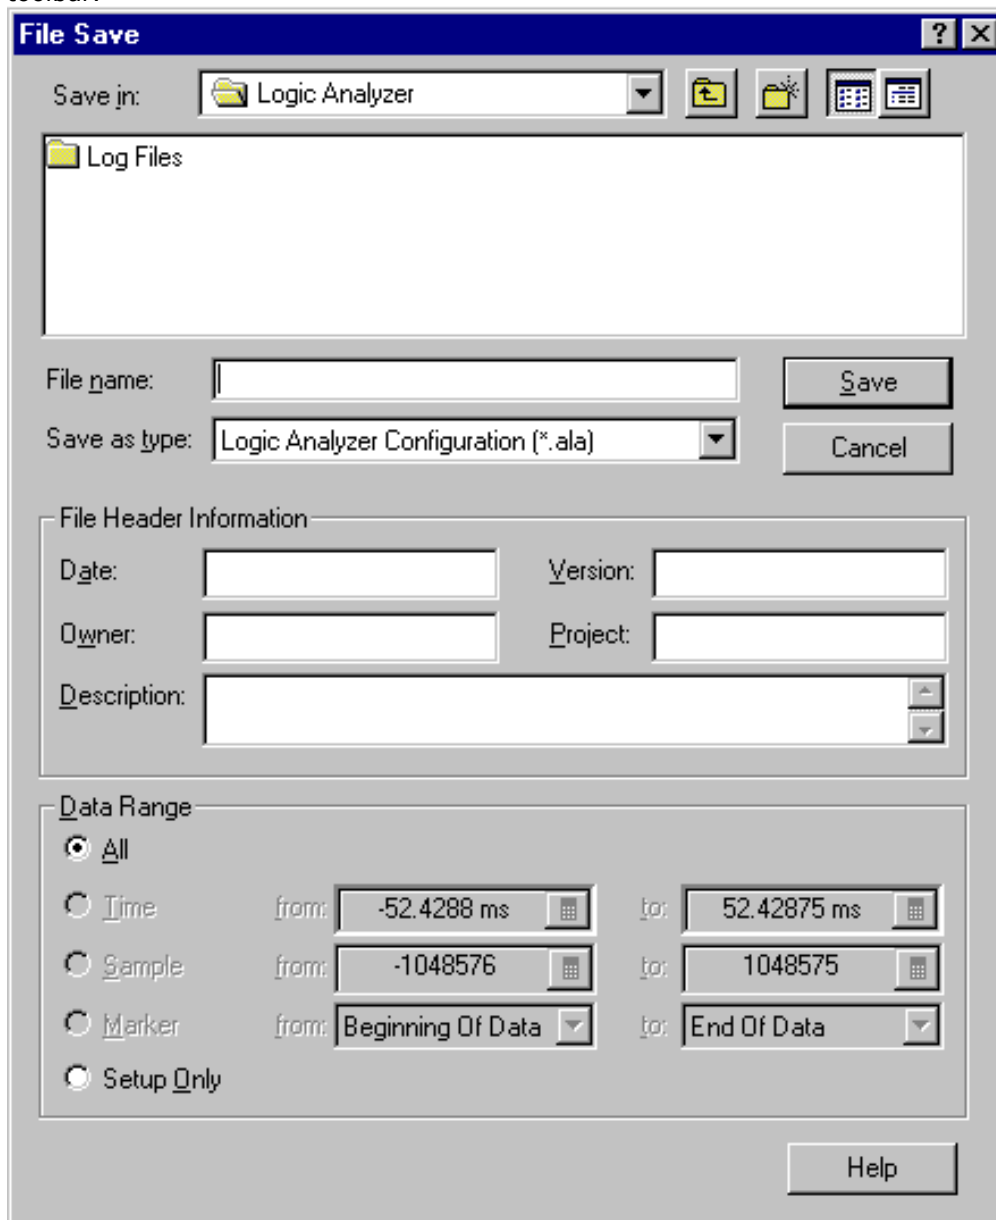 toolbar.
File Save
Save in: Logic Analyzer
Log Files
File name: Save
Save as type: Logic Analyzer Configuration (*.ala) Cancel
File Header Information
Date: Version:
Owner: Project:
Description:
Data Range
All
Time from: -52.4288 ms to: 52.42875 ms
Sample from: -1048576 to: 1048575
Marker from: Beginning Of Data to: End Of Data
Setup Only
Help